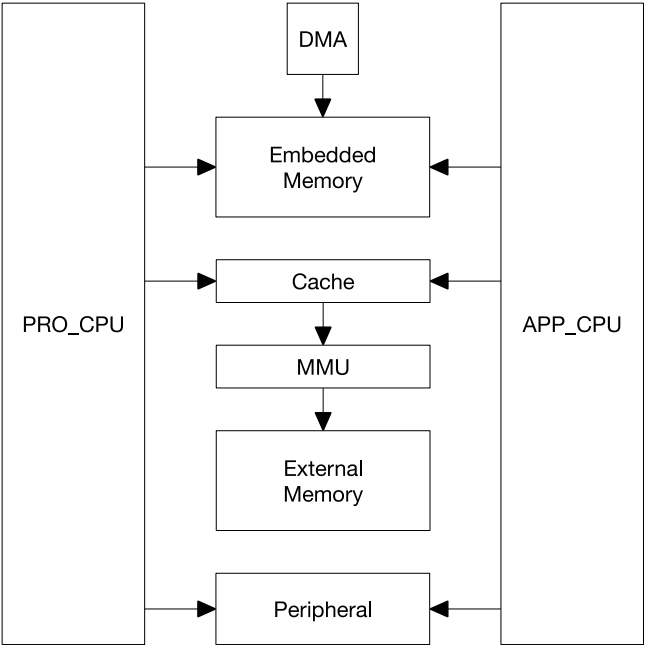 DMA
Embedded
Memory
Cache
PRO_CPU
APP_CPU
MMU
External
Memory
Peripheral